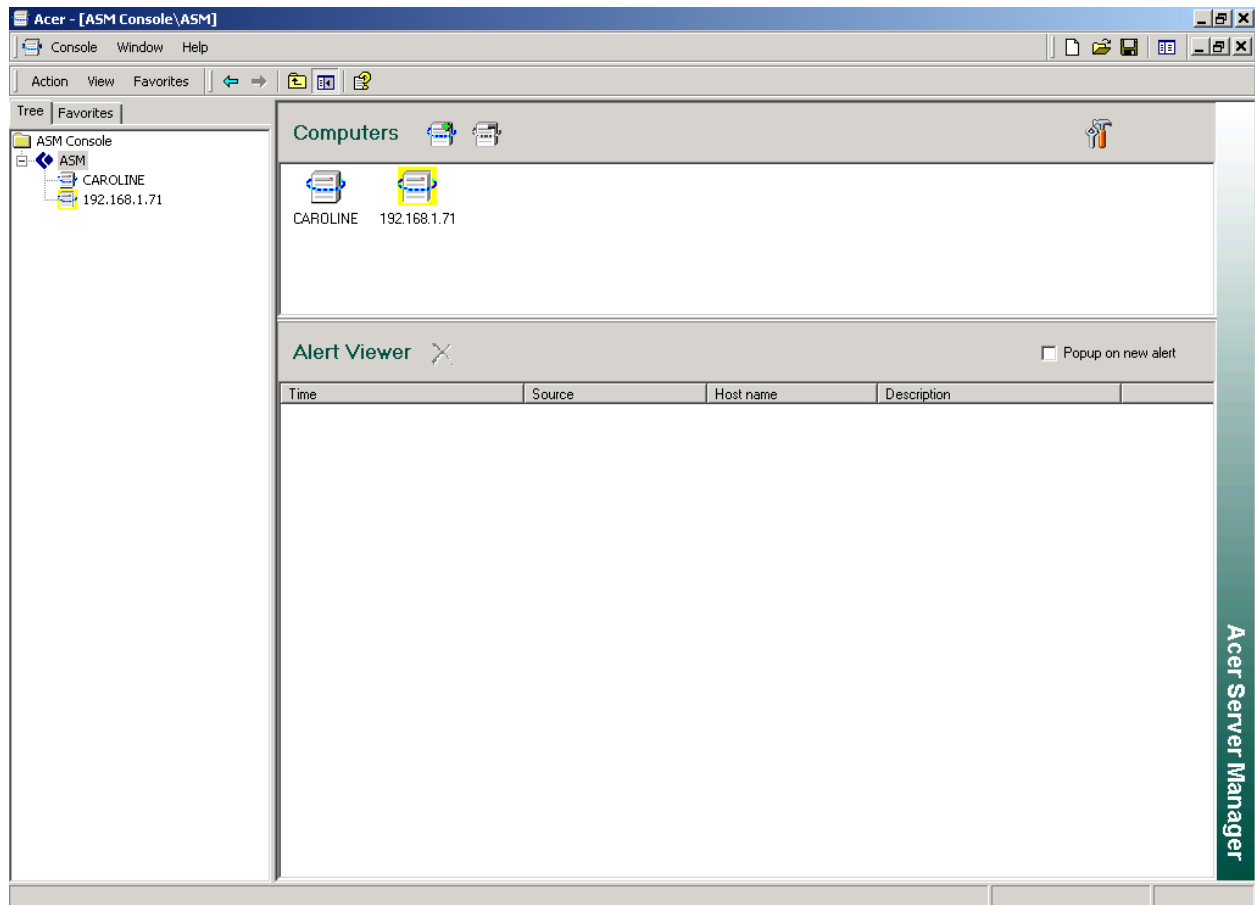 Acer - [ASM Console\ASM]
Console Window Help
Action View Favorites
Tree Favorites
ASM Console
ASM
CAROLINE
192.168.1.71
Computers
CAROLINE 192.168.1.71
Alert Viewer Popup on new alert
Time Source Host name Description
Acer Server Manager